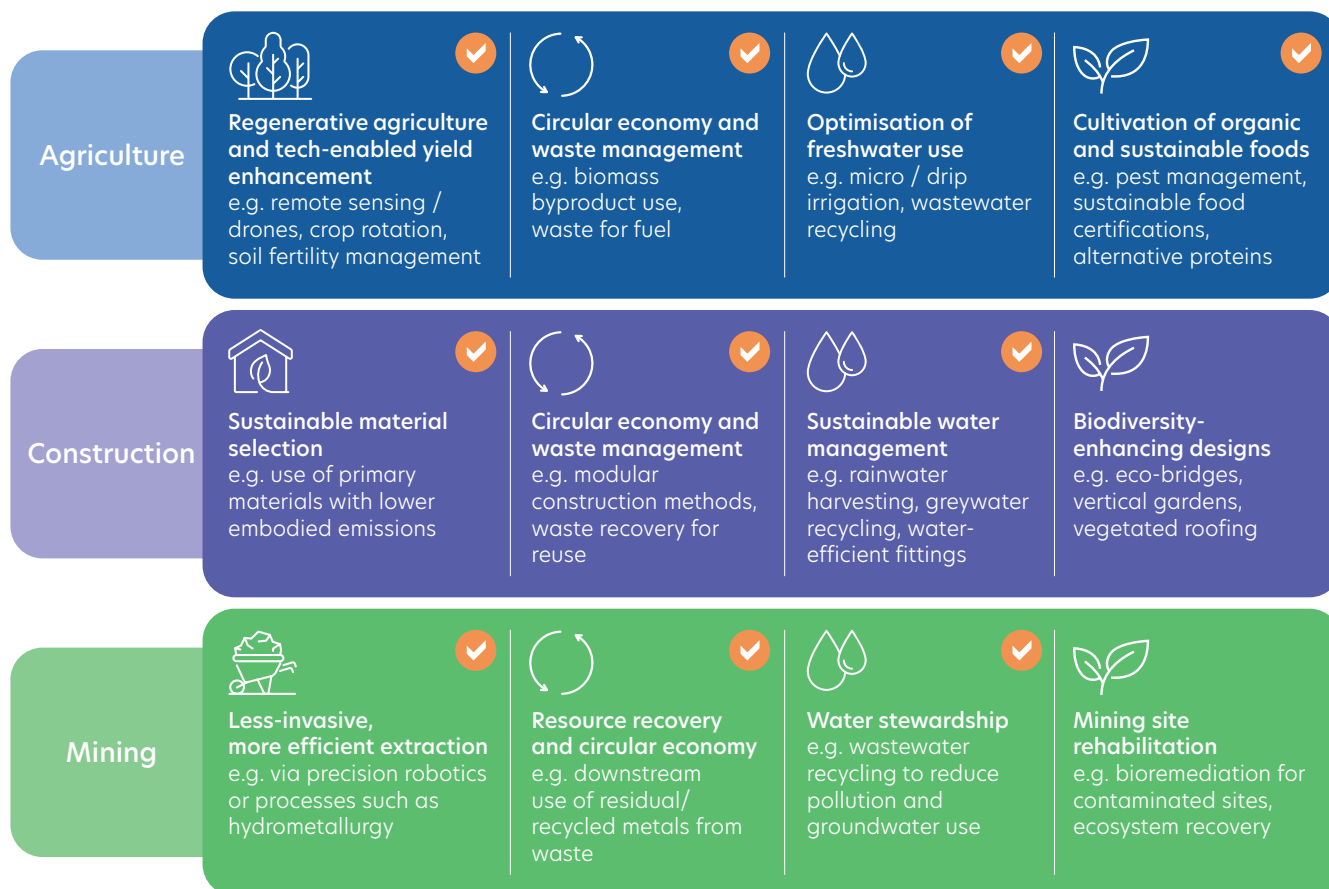 Agriculture
Regenerative agriculture
and tech-enabled yield
enhancement
e.g. remote sensing /
drones, crop rotation,
soil fertility management
Circular economy and
waste management
e.g. biomass
byproduct use,
waste for fuel
Optimisation of
freshwater use
e.g. micro / drip
irrigation, wastewater
recycling
Cultivation of organic
and sustainable foods
e.g. pest management,
sustainable food
certifications,
alternative proteins
Construction
Sustainable material
selection
e.g. use of primary
materials with lower
embodied emissions
Circular economy and
waste management
e.g. modular
construction methods,
waste recovery for
reuse
Sustainable water
management
e.g. rainwater
harvesting, greywater
recycling, water-
efficient fittings
Biodiversity-
enhancing designs
e.g. eco-bridges,
vertical gardens,
vegetated roofing
Mining
Less-invasive,
more efficient extraction
e.g. via precision robotics
or processes such as
hydrometallurgy
Resource recovery
and circular economy
e.g. downstream
use of residual/
recycled metals from
waste
Water stewardship
e.g. wastewater
recycling to reduce
pollution and
groundwater use
Mining site
rehabilitation
e.g. bioremediation for
contaminated sites,
ecosystem recovery